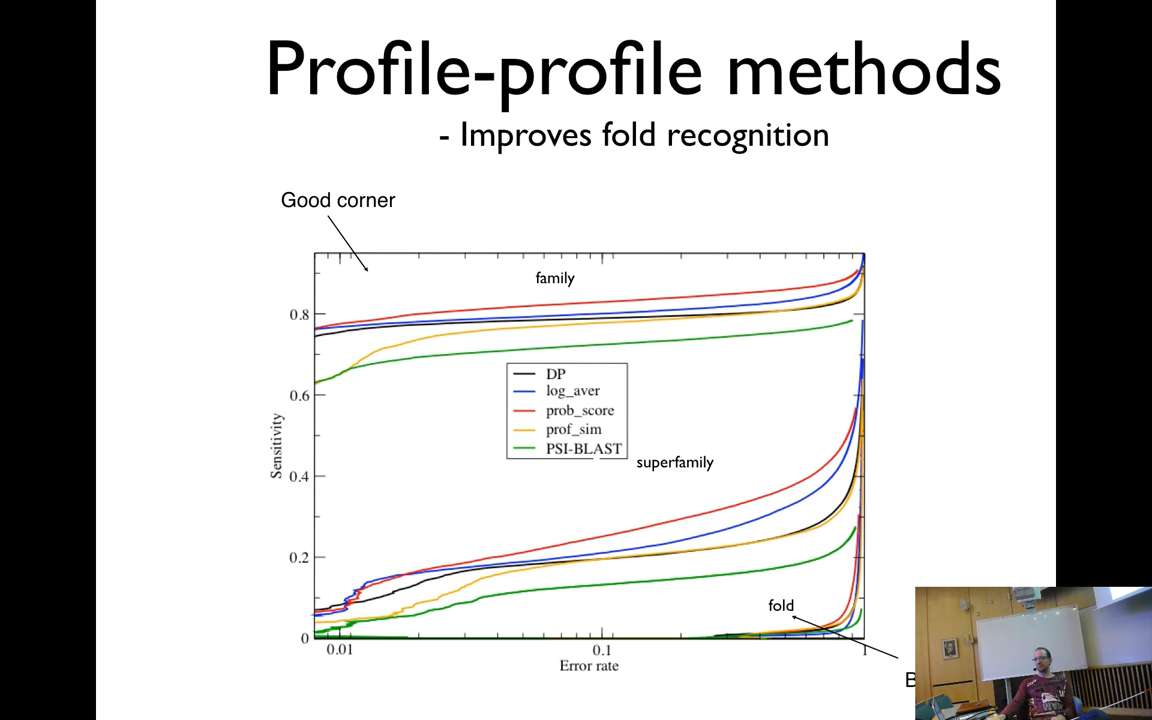 Profile-profile methods
- Improves fold recognition
Good corner
family
0.8
DP
log_aver
prob_score
prof_sim
PSI-BLAST
0.6
Sensitivity
superfamily
0.4
0.2
fold
0
0.01
0.1
1
Error rate
B